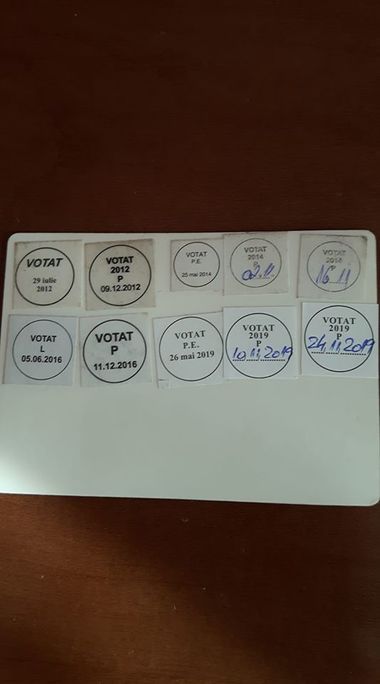 VOTAT
29 iulie
2012
VOTAT
2012
P
09.12.2012
VOTAT
P.E.
25 mai 2014
VOTAT
2014
P
02.11
VOTAT
2014
16 11
VOTAT
L
05.06.2016
VOTAT
P
11.12.2016
VOTAT
P.E.
26 mai 2019
VOTAT
2019
P
10.11.2019
VOTAT
2019
P
24.11.2019